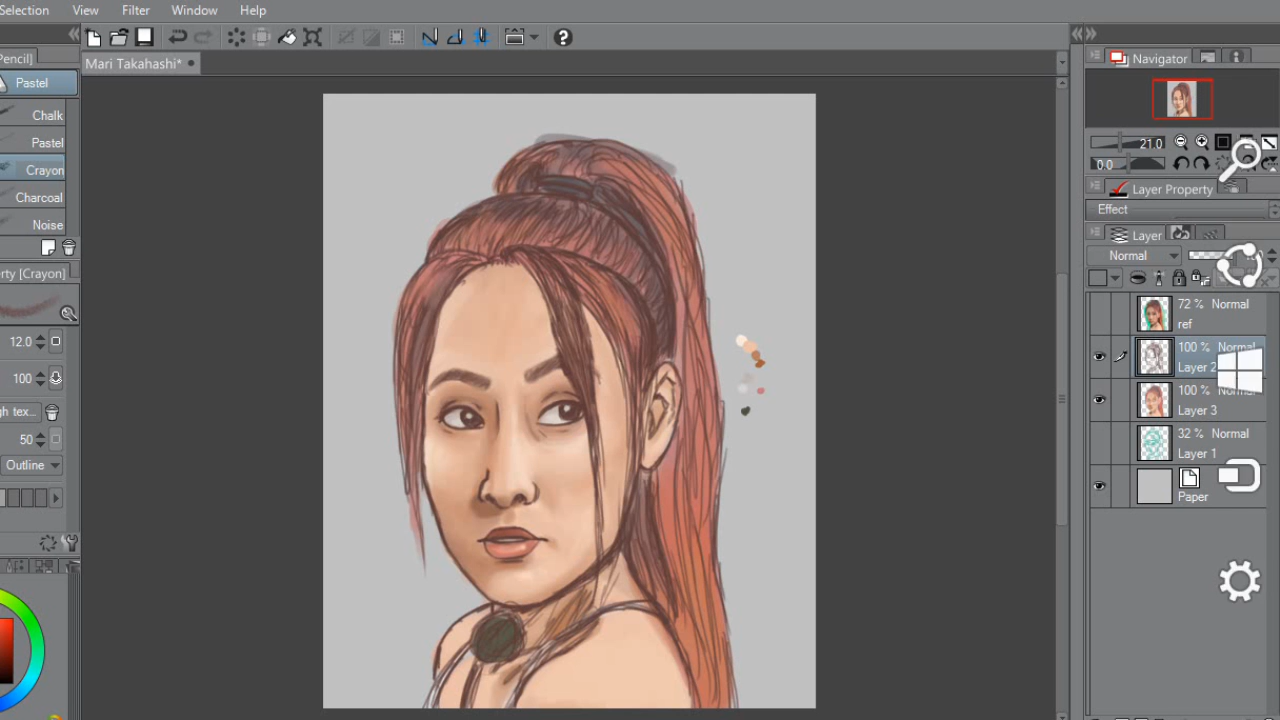 Selection View Filter Window Help
Pencil]
Mari Takahashi*
Navigator
Pastel
Chalk
Pastel
Crayon
Charcoal
Noise
21.0
0.0
Layer Property
Effect
Layer
Normal
rty [Crayon]
72 % Normal
ref
12.0
100 % Normal
Layer 2
100
100 % Normal
Layer 3
50
32 % Normal
Layer 1
Outline
Paper